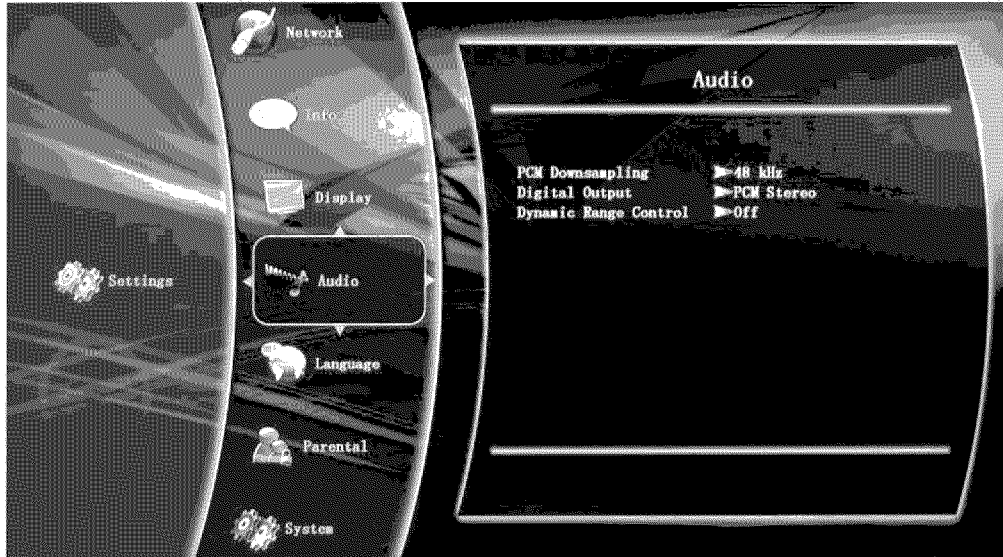 Settings
Network
Info
Display
Audio
Language
Parental
System
Audio
PCM Downsampling 48 kHz
Digital Output PCM Stereo
Dynamic Range Control Off